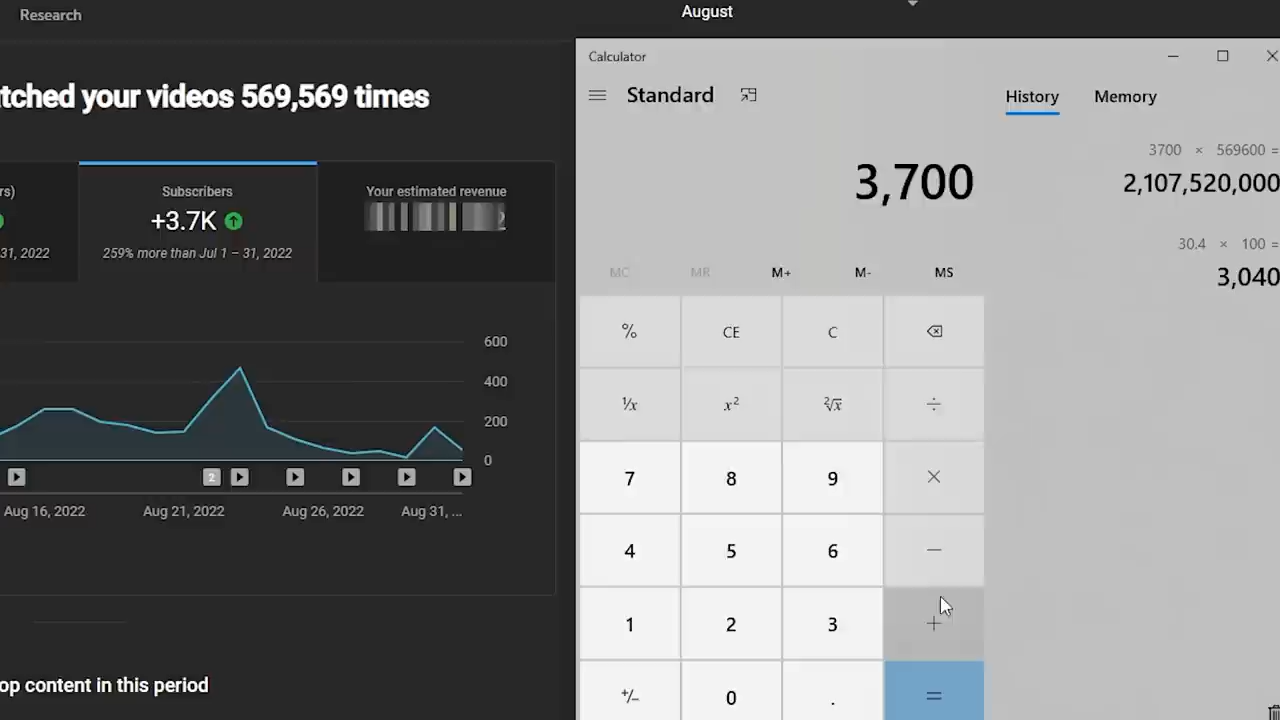 Research
August
tched your videos 569,569 times
rs)
31, 2022
Subscribers
+3.7K
259% more than Jul 1 – 31, 2022
Your estimated revenue
2
600
400
200
0
2
Aug 16, 2022
Aug 21, 2022
Aug 26, 2022
Aug 31, ...
op content in this period
Calculator
Standard
History
Memory
3,700
3700 × 569600 =
2,107,520,000
30.4 × 100 =
3,040
MC MR M+ M- MS
% CE C
⅟x x² ²√x ÷
7 8 9 ×
4 5 6 −
1 2 3 +
+/− 0 . =